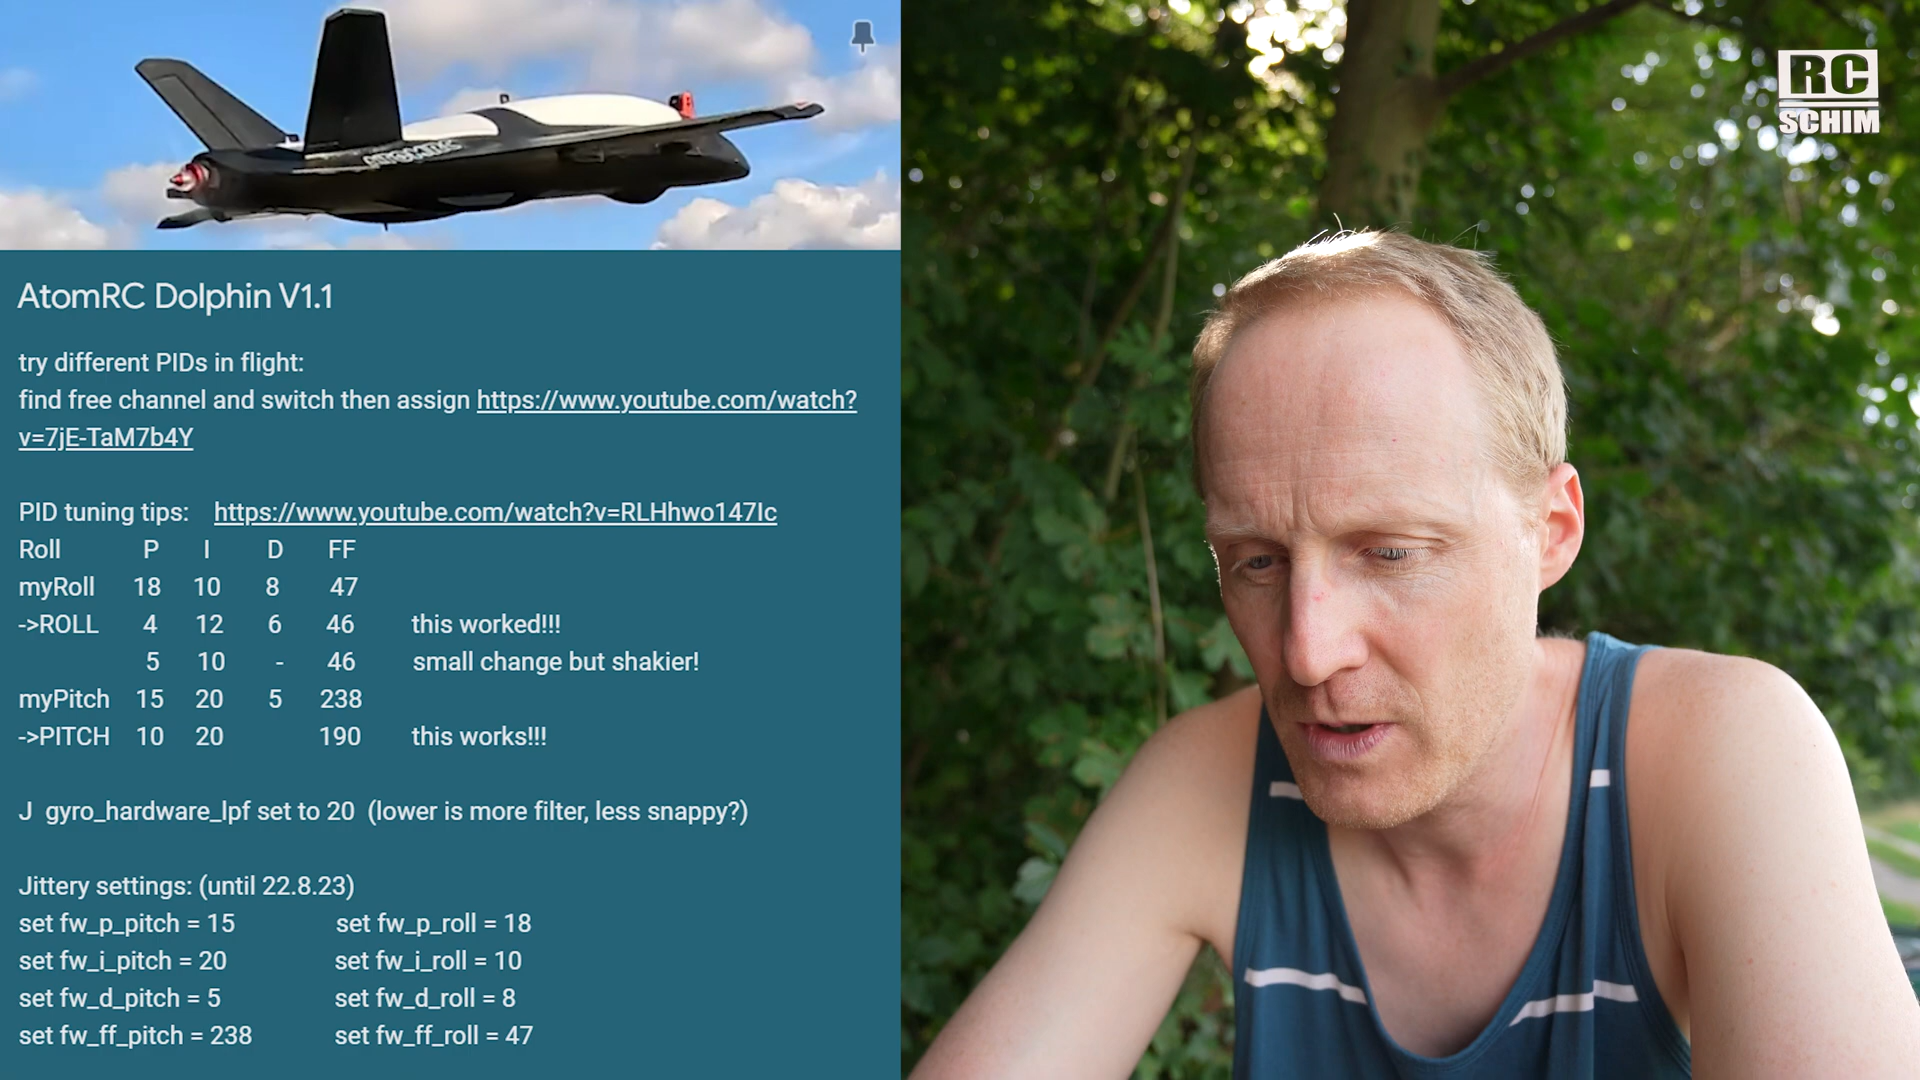 AtomRC Dolphin V1.1
try different PIDs in flight:
find free channel and switch then assign https://www.youtube.com/watch?
v=7jE-TaM7b4Y
PID tuning tips: https://www.youtube.com/watch?v=RLHhwo147Ic
Roll P I D FF
myRoll 18 10 8 47
->ROLL 4 12 6 46 this worked!!!
5 10 - 46 small change but shakier!
myPitch 15 20 5 238
->PITCH 10 20 190 this works!!!
J gyro_hardware_lpf set to 20 (lower is more filter, less snappy?)
Jittery settings: (until 22.8.23)
set fw_p_pitch = 15 set fw_p_roll = 18
set fw_i_pitch = 20 set fw_i_roll = 10
set fw_d_pitch = 5 set fw_d_roll = 8
set fw_ff_pitch = 238 set fw_ff_roll = 47
RC
SCHIM